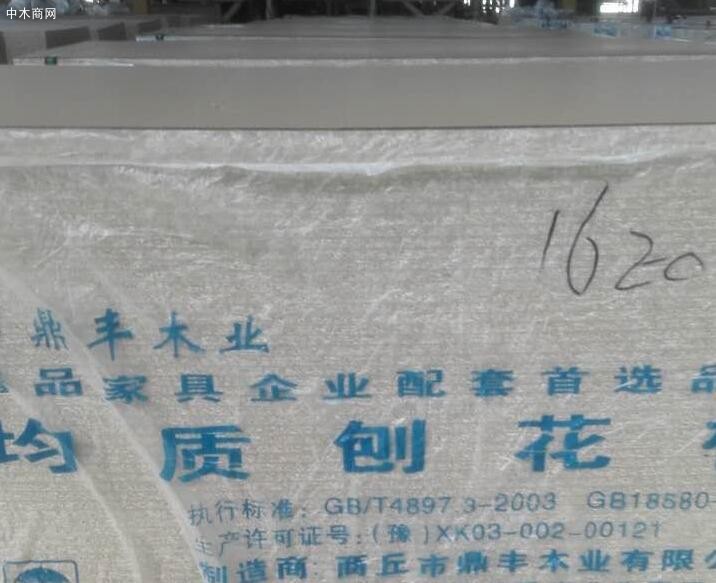 中木商网
1620
鼎丰木业
品家具企业配套首选品
均质刨花
执行标准：GB/T4897.3-2003 GB18580-
生产许可证号：(豫)XK03-002-00121
制造商 商丘市鼎丰木业有限公